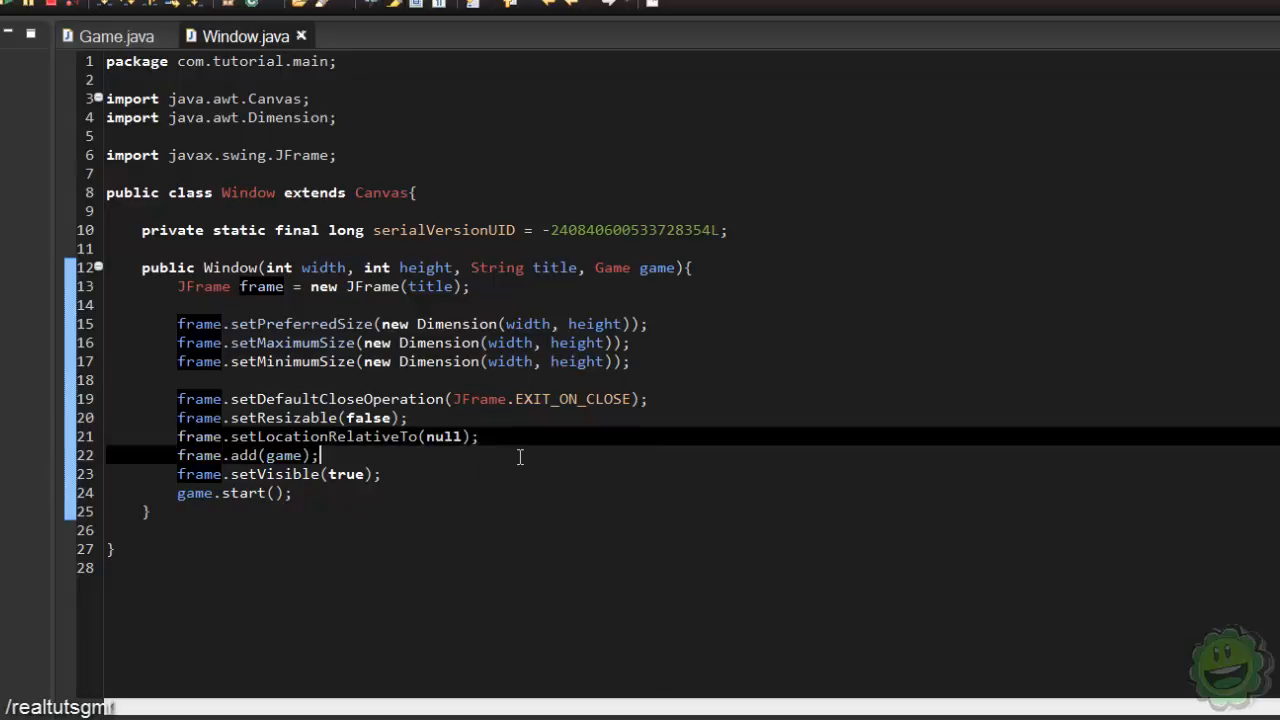 Game.java
Window.java
1 package com.tutorial.main;
2
3 import java.awt.Canvas;
4 import java.awt.Dimension;
5
6 import javax.swing.JFrame;
7
8 public class Window extends Canvas{
9
10 private static final long serialVersionUID = -240840600533728354L;
11
12 public Window(int width, int height, String title, Game game){
13 JFrame frame = new JFrame(title);
14
15 frame.setPreferredSize(new Dimension(width, height));
16 frame.setMaximumSize(new Dimension(width, height));
17 frame.setMinimumSize(new Dimension(width, height));
18
19 frame.setDefaultCloseOperation(JFrame.EXIT_ON_CLOSE);
20 frame.setResizable(false);
21 frame.setLocationRelativeTo(null);
22 frame.add(game);
23 frame.setVisible(true);
24 game.start();
25 }
26
27 }
28
/realtutsgm